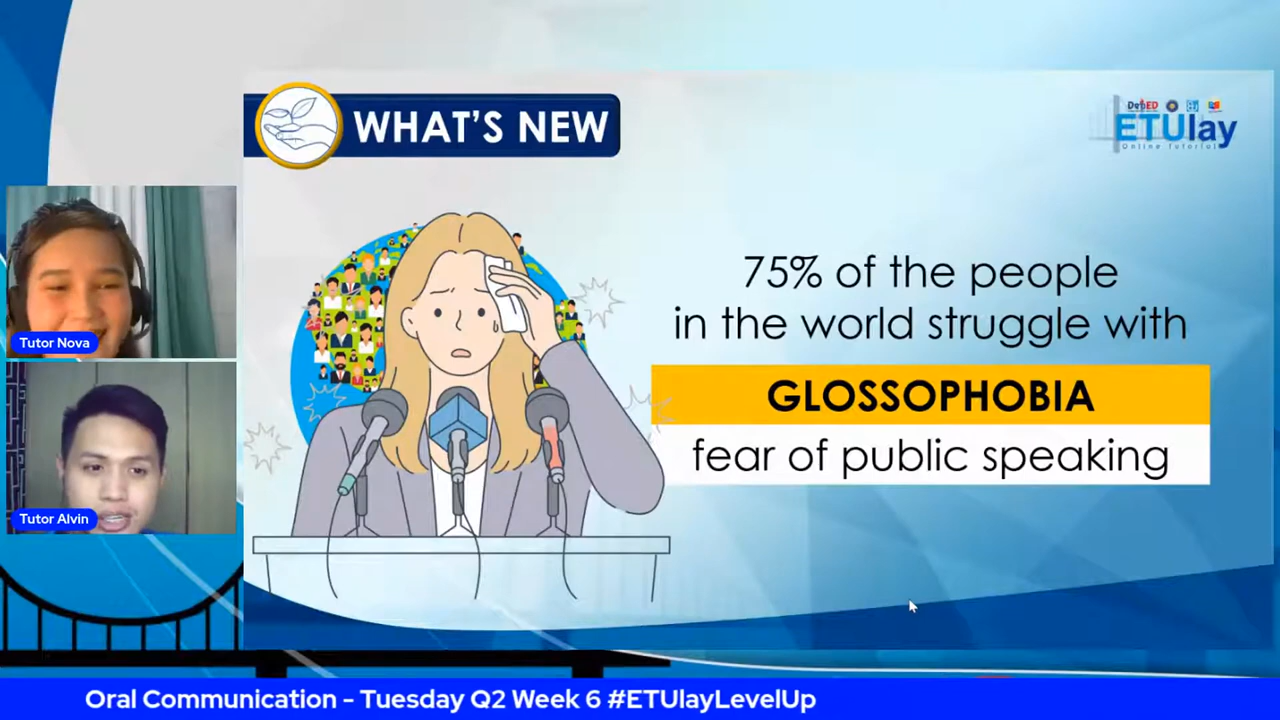 WHAT'S NEW
DepED
ETUlay
Online Tutorial
75% of the people
in the world struggle with
GLOSSOPHOBIA
fear of public speaking
Tutor Nova
Tutor Alvin
Oral Communication - Tuesday Q2 Week 6 #ETUlayLevelUp